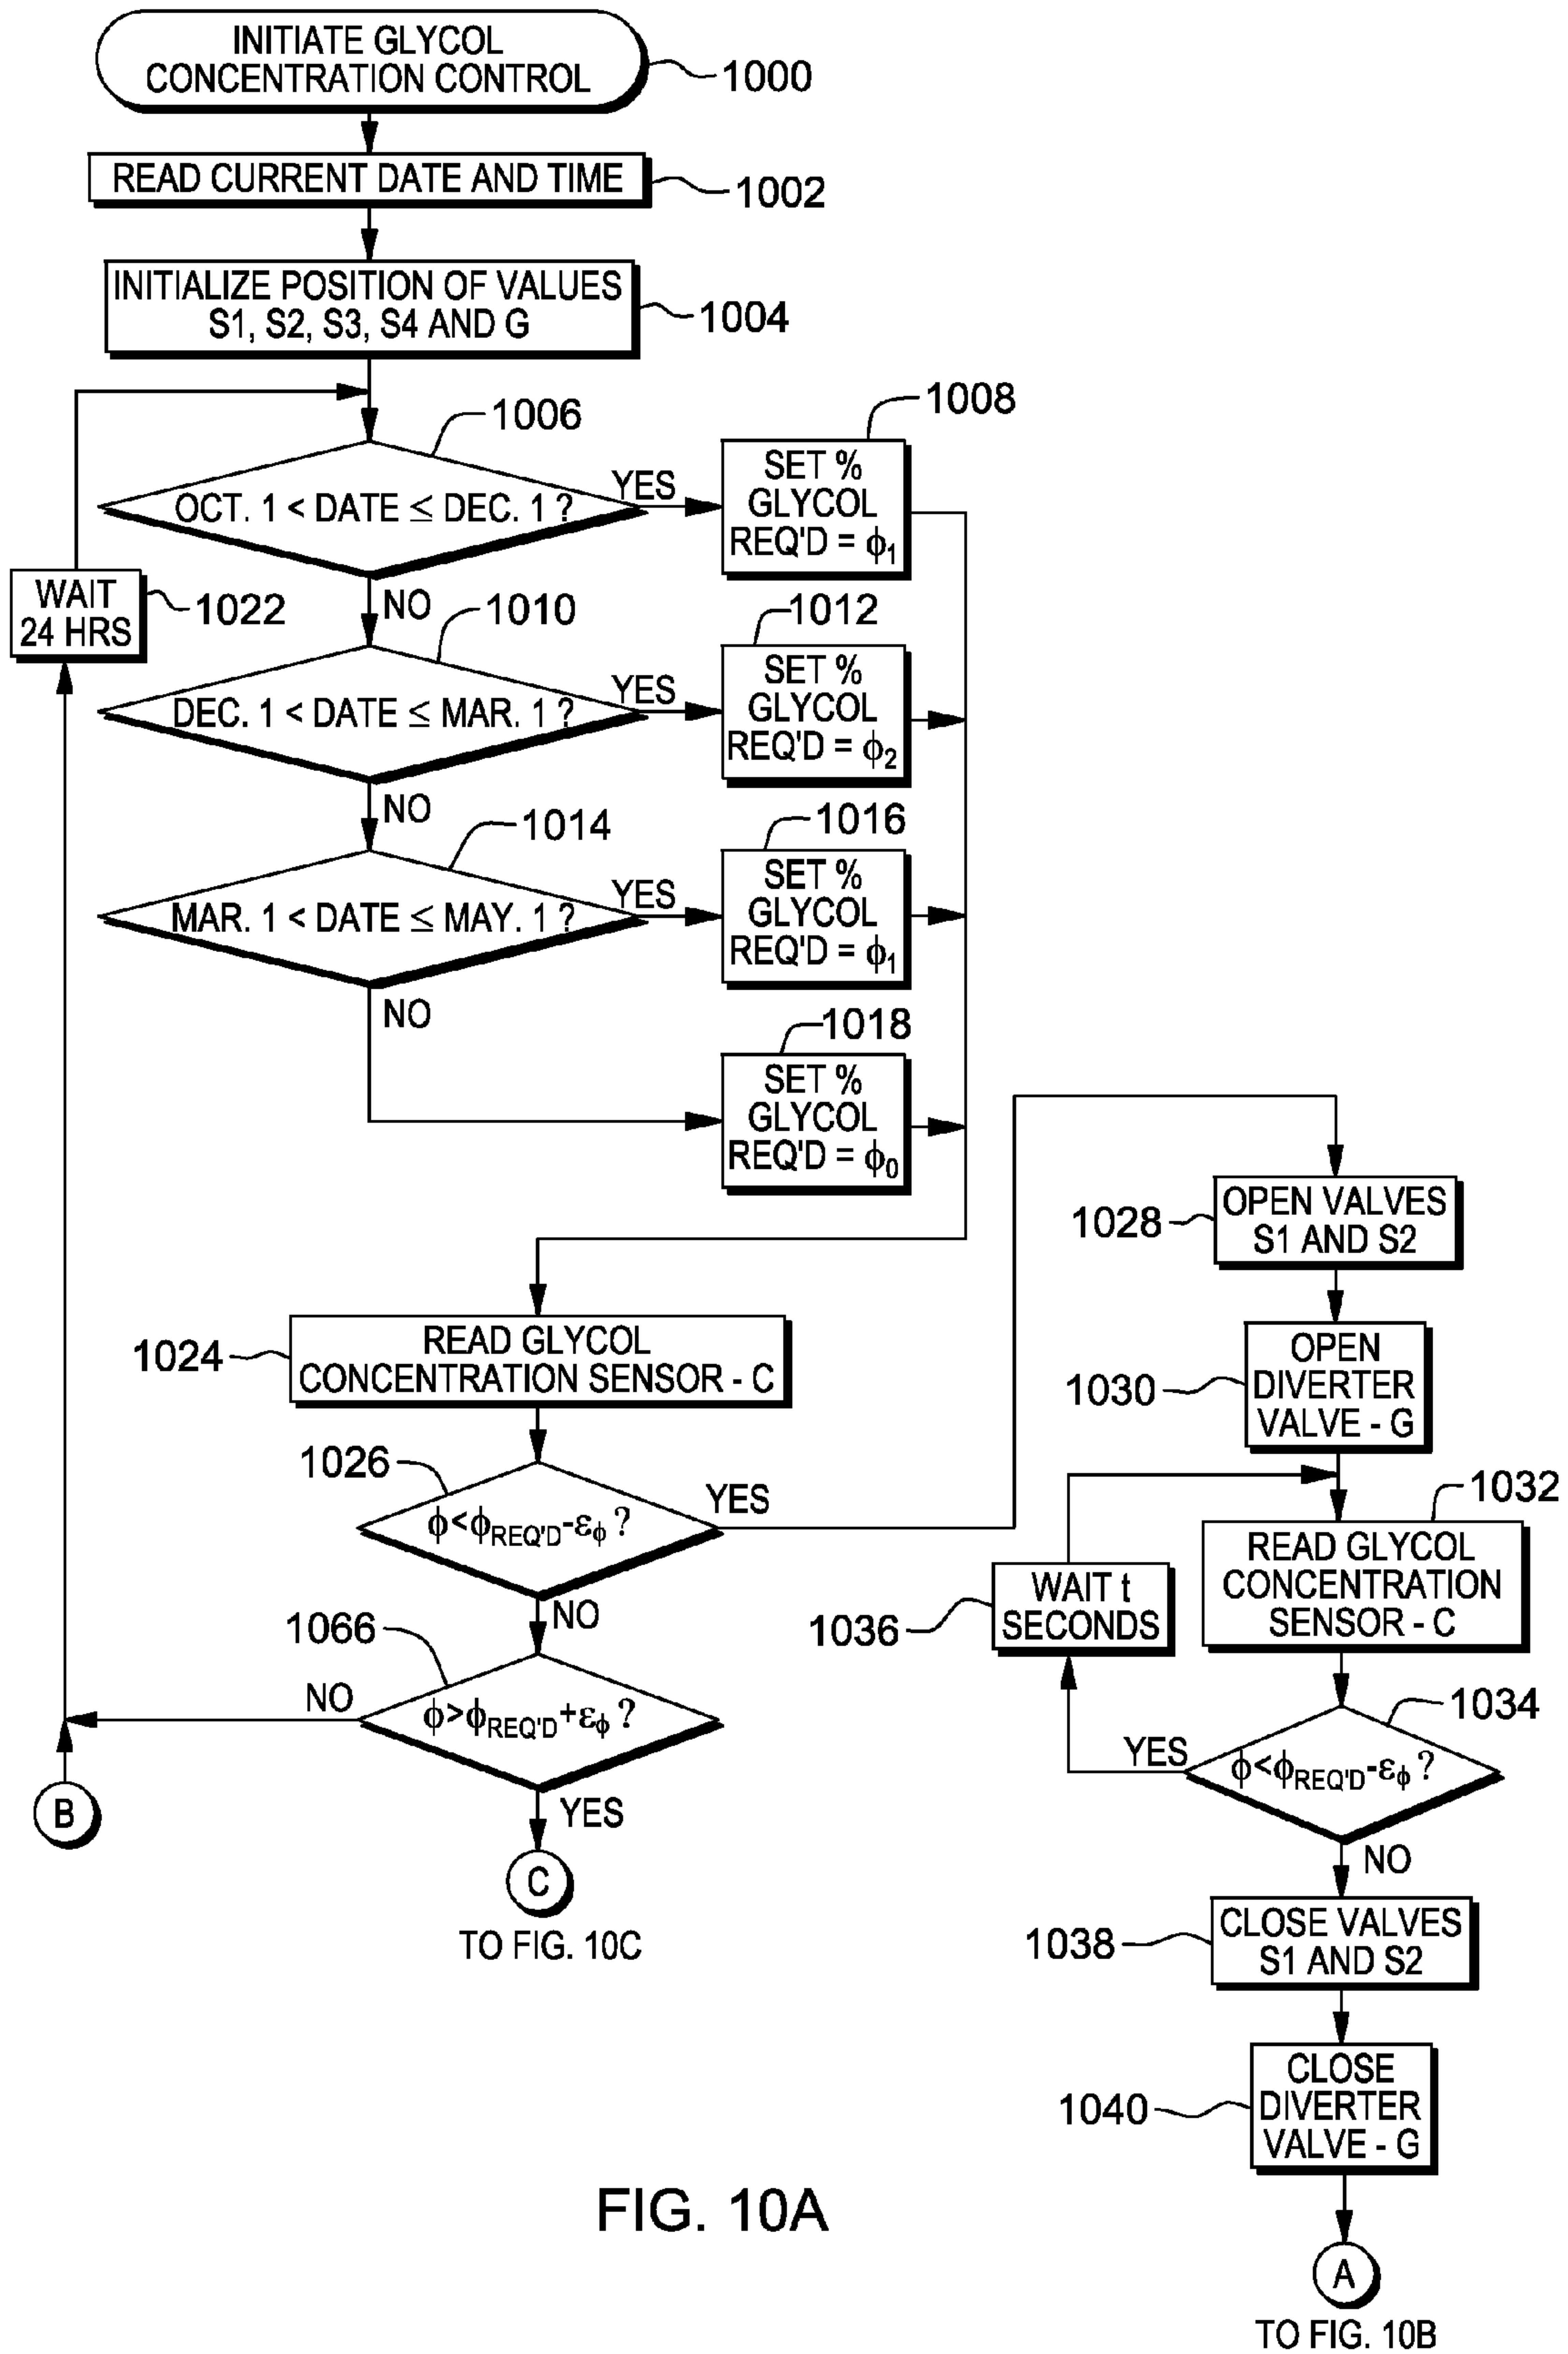 INITIATE GLYCOL
CONCENTRATION CONTROL
1000
READ CURRENT DATE AND TIME
1002
INITIALIZE POSITION OF VALUES
S1, S2, S3, S4 AND G
1004
1006
OCT. 1 < DATE ≤ DEC. 1 ?
YES
1008
SET %
GLYCOL
REQ'D = ϕ1
NO
WAIT
24 HRS
1022
1010
DEC. 1 < DATE ≤ MAR. 1 ?
YES
1012
SET %
GLYCOL
REQ'D = ϕ2
NO
1014
MAR. 1 < DATE ≤ MAY. 1 ?
YES
1016
SET %
GLYCOL
REQ'D = ϕ1
NO
1018
SET %
GLYCOL
REQ'D = ϕ0
1024
READ GLYCOL
CONCENTRATION SENSOR - C
1026
ϕ<ϕREQ'D-εϕ ?
YES
NO
1066
ϕ>ϕREQ'D+εϕ ?
NO
B
YES
C
TO FIG. 10C
1028
OPEN VALVES
S1 AND S2
1030
OPEN
DIVERTER
VALVE - G
1032
READ GLYCOL
CONCENTRATION
SENSOR - C
1036
WAIT t
SECONDS
1034
ϕ<ϕREQ'D-εϕ ?
YES
NO
1038
CLOSE VALVES
S1 AND S2
1040
CLOSE
DIVERTER
VALVE - G
A
TO FIG. 10B
FIG. 10A